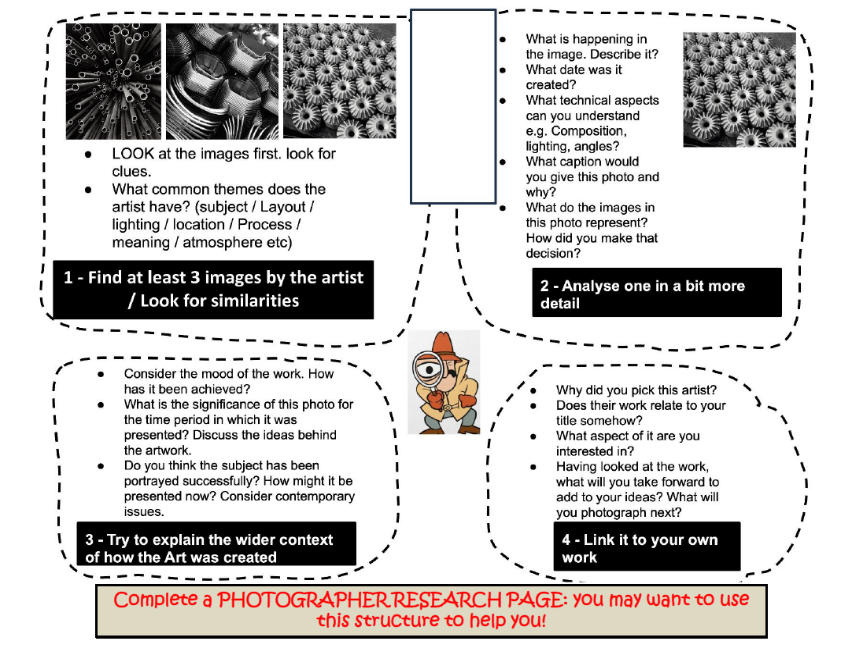 • LOOK at the images first. look for
clues.
• What common themes does the
artist have? (subject / Layout /
lighting / location / Process /
meaning / atmosphere etc)
1 - Find at least 3 images by the artist
/ Look for similarities
• What is happening in
the image. Describe it?
• What date was it
created?
• What technical aspects
can you understand
e.g. Composition,
lighting, angles?
• What caption would
you give this photo and
why?
• What do the images in
this photo represent?
How did you make that
decision?
2 - Analyse one in a bit more
detail
• Consider the mood of the work. How
has it been achieved?
• What is the significance of this photo for
the time period in which it was
presented? Discuss the ideas behind
the artwork.
• Do you think the subject has been
portrayed successfully? How might it be
presented now? Consider contemporary
issues.
3 - Try to explain the wider context
of how the Art was created
• Why did you pick this artist?
• Does their work relate to your
title somehow?
• What aspect of it are you
interested in?
• Having looked at the work,
what will you take forward to
add to your ideas? What will
you photograph next?
4 - Link it to your own
work
Complete a PHOTOGRAPHER RESEARCH PAGE: you may want to use
this structure to help you!